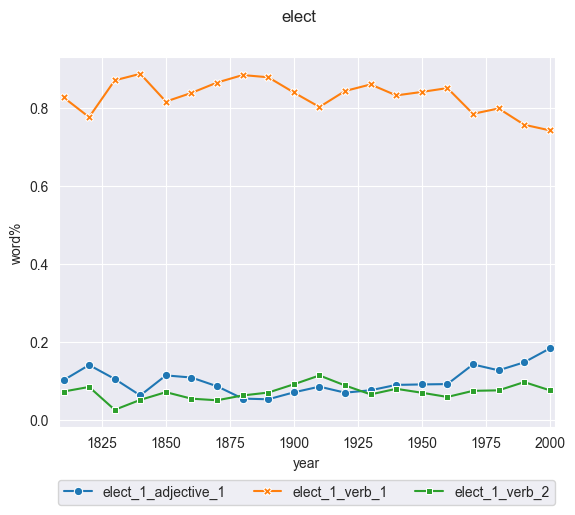 elect
0.8
0.6
0.4
0.2
0.0
word%
1825 1850 1875 1900 1925 1950 1975 2000
year
elect_1_adjective_1 elect_1_verb_1 elect_1_verb_2